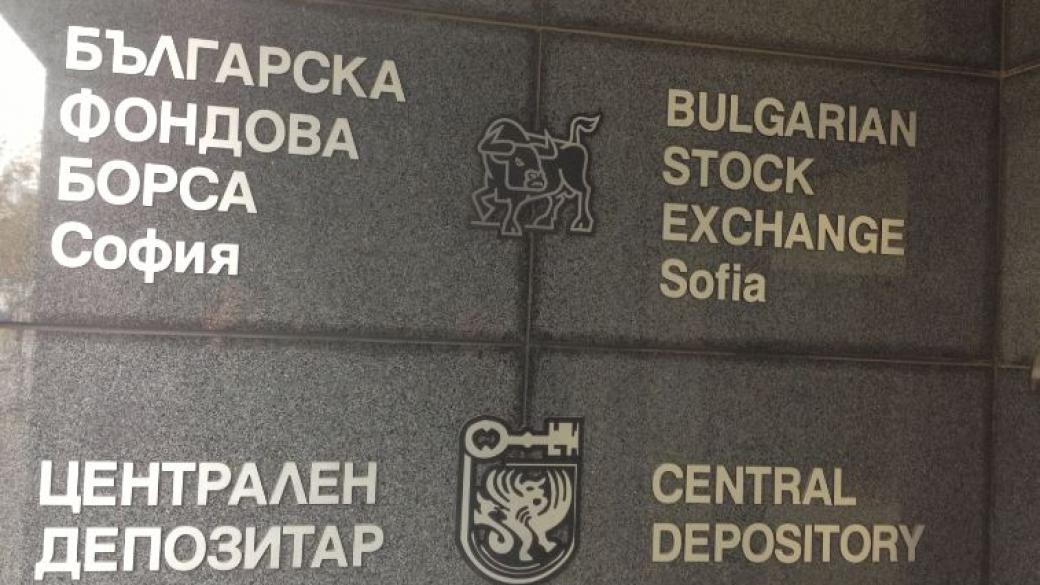 БЪЛГАРСКА
ФОНДОВА
БОРСА
София
BULGARIAN
STOCK
EXCHANGE
Sofia
ЦЕНТРАЛЕН
ДЕПОЗИТАР
CENTRAL
DEPOSITORY